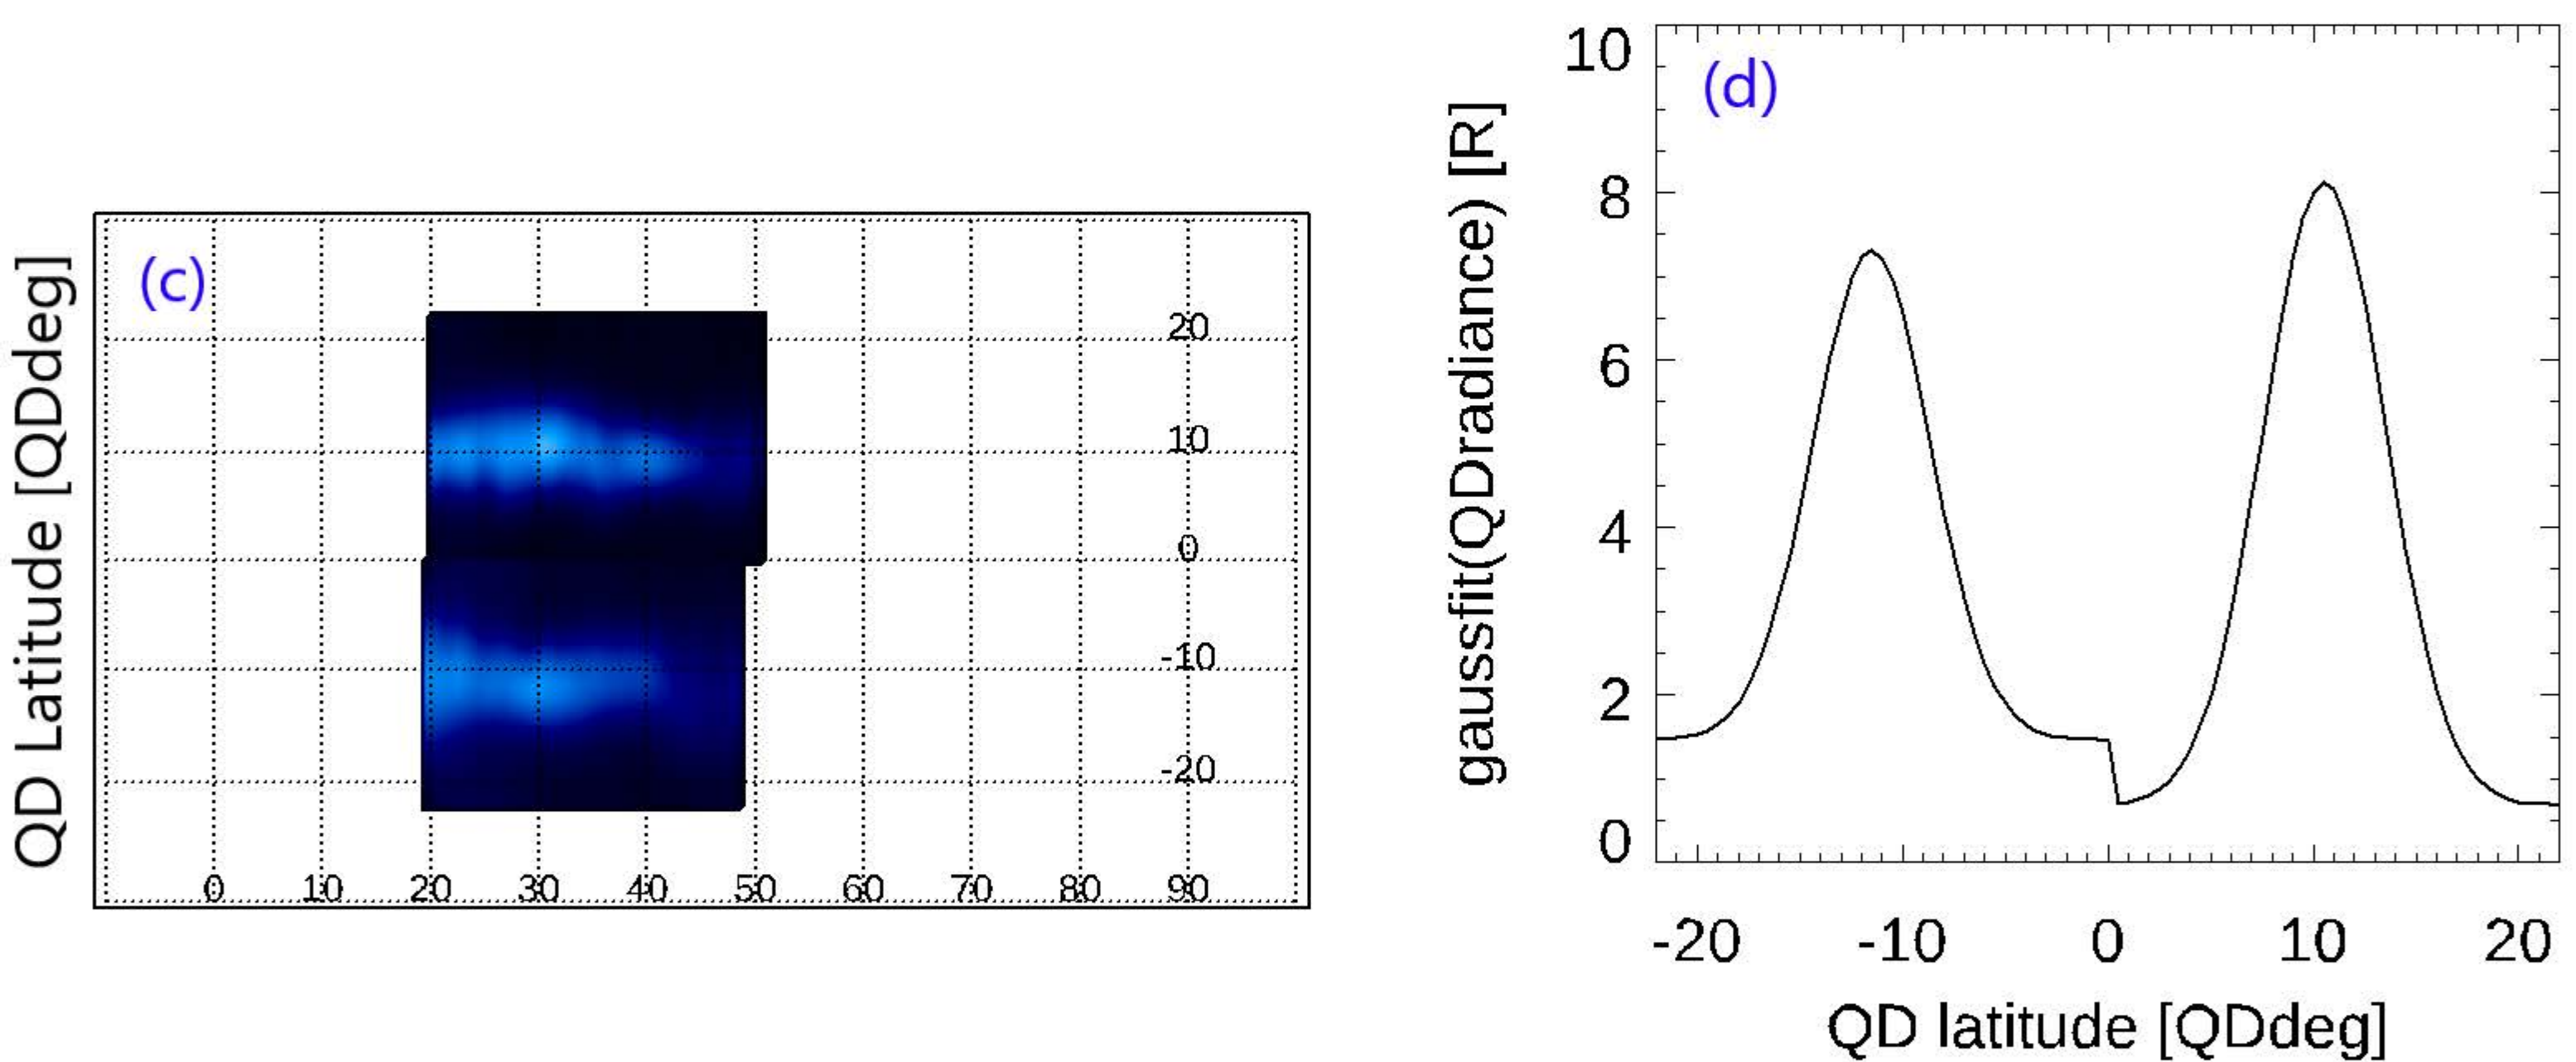 (c)
QD Latitude [QDdeg]
20
10
0
-10
-20
0 10 20 30 40 50 60 70 80 90
(d)
gaussfit(QDradiance) [R]
10
8
6
4
2
0
-20 -10 0 10 20
QD latitude [QDdeg]